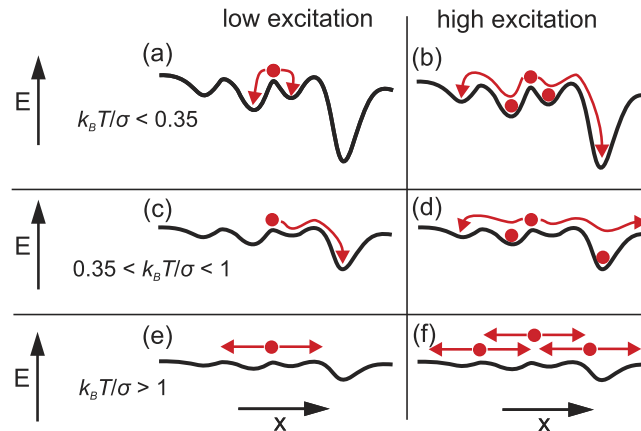 low excitation
high excitation
(a)
(b)
E
k_BT/σ < 0.35
(c)
(d)
E
0.35 < k_BT/σ < 1
(e)
(f)
E
k_BT/σ > 1
x
x